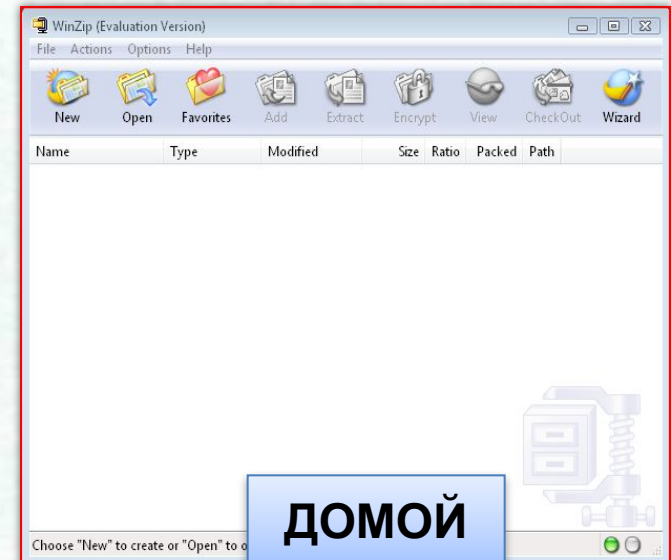 WinZip (Evaluation Version)
File Actions Options Help
New Open Favorites Add Extract Encrypt View CheckOut Wizard
Name Type Modified Size Ratio Packed Path
ДОМОЙ
Choose "New" to create or "Open" to o